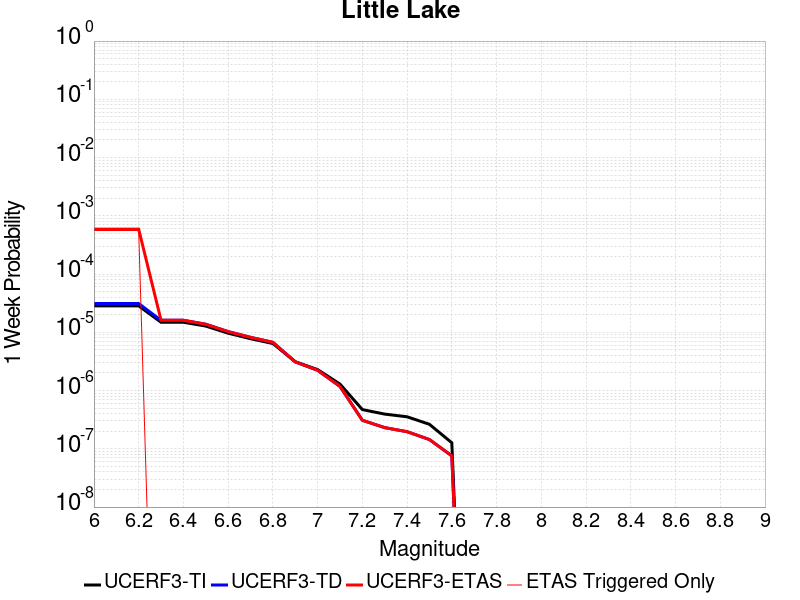 Little Lake
10^0
10^-1
10^-2
10^-3
10^-4
10^-5
10^-6
10^-7
10^-8
1 Week Probability
6 6.2 6.4 6.6 6.8 7 7.2 7.4 7.6 7.8 8 8.2 8.4 8.6 8.8 9
Magnitude
UCERF3-TI UCERF3-TD UCERF3-ETAS ETAS Triggered Only